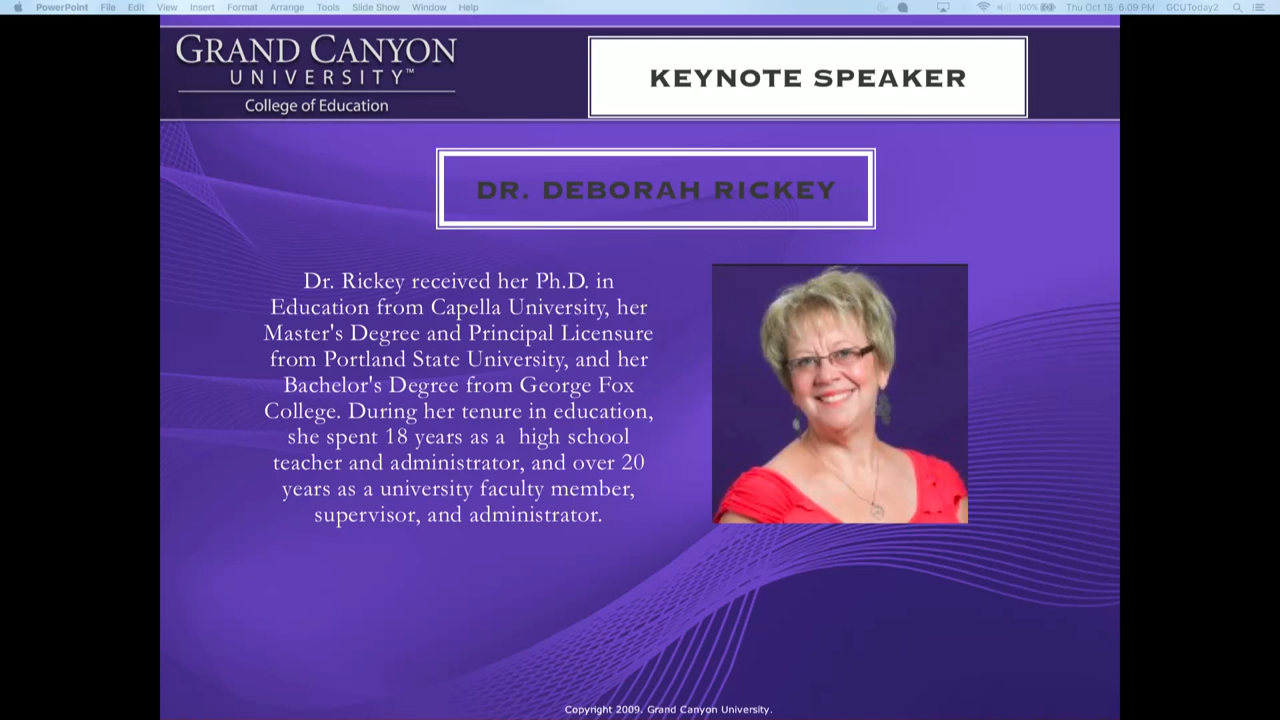 PowerPoint File Edit View Insert Format Arrange Tools Slide Show Window Help 100% Thu Oct 18 6:09 PM GCUToday2
GRAND CANYON
UNIVERSITY™
College of Education
KEYNOTE SPEAKER
DR. DEBORAH RICKEY
Dr. Rickey received her Ph.D. in
Education from Capella University, her
Master's Degree and Principal Licensure
from Portland State University, and her
Bachelor's Degree from George Fox
College. During her tenure in education,
she spent 18 years as a  high school
teacher and administrator, and over 20
years as a university faculty member,
supervisor, and administrator.
Copyright 2009. Grand Canyon University.